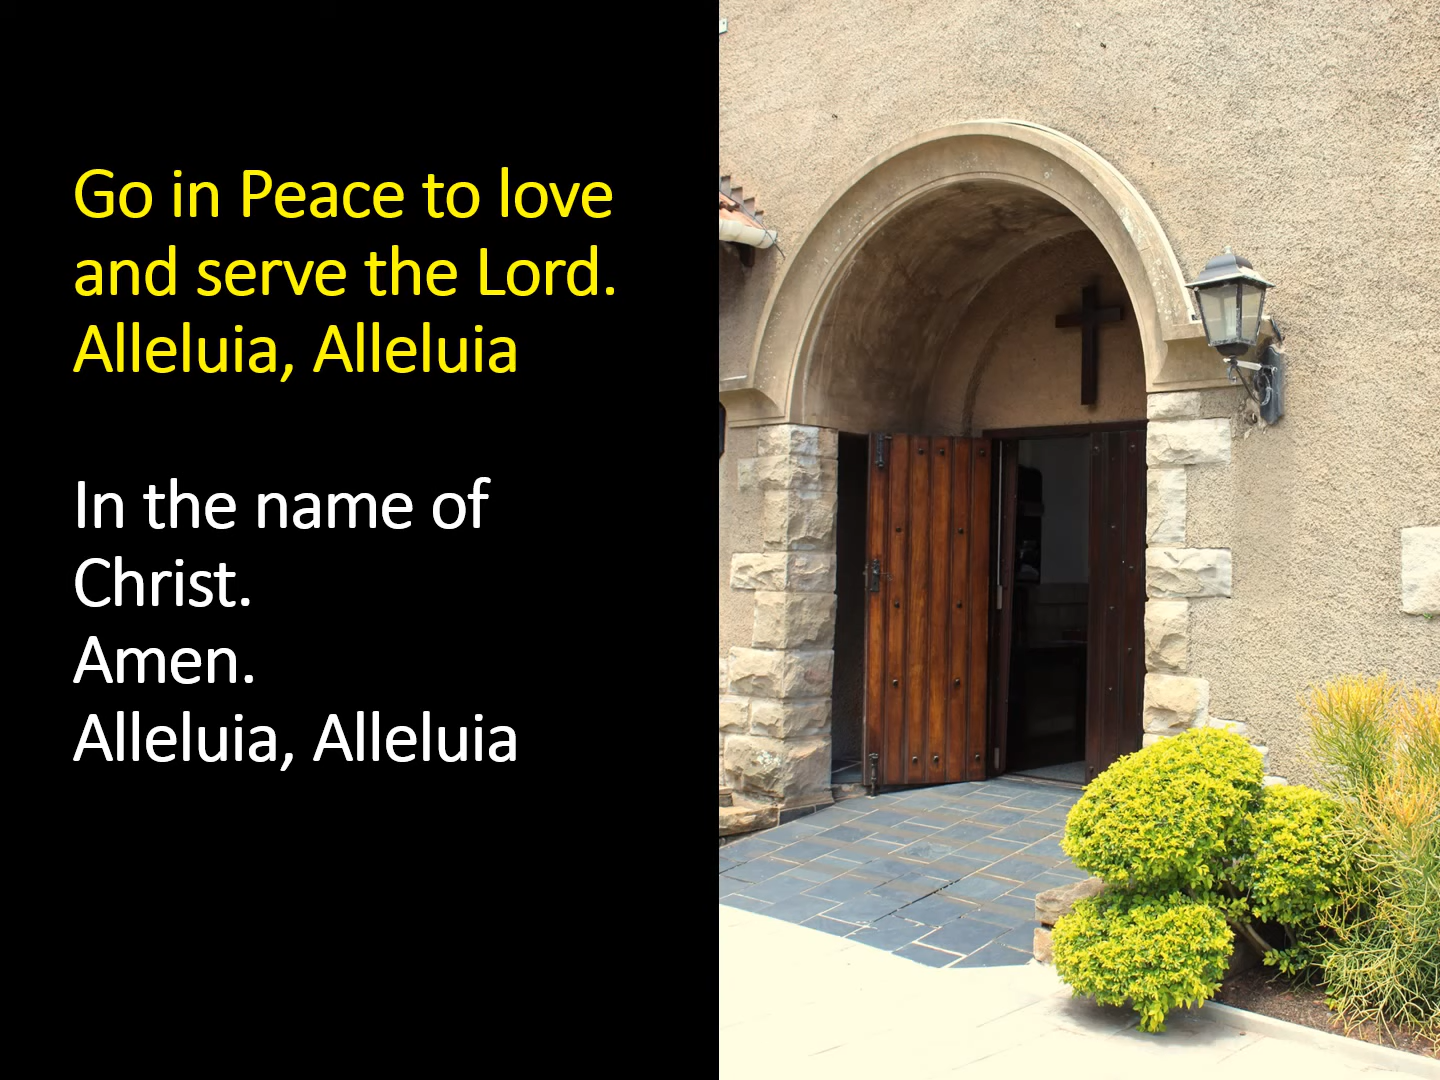 Go in Peace to love
and serve the Lord.
Alleluia, Alleluia
In the name of
Christ.
Amen.
Alleluia, Alleluia